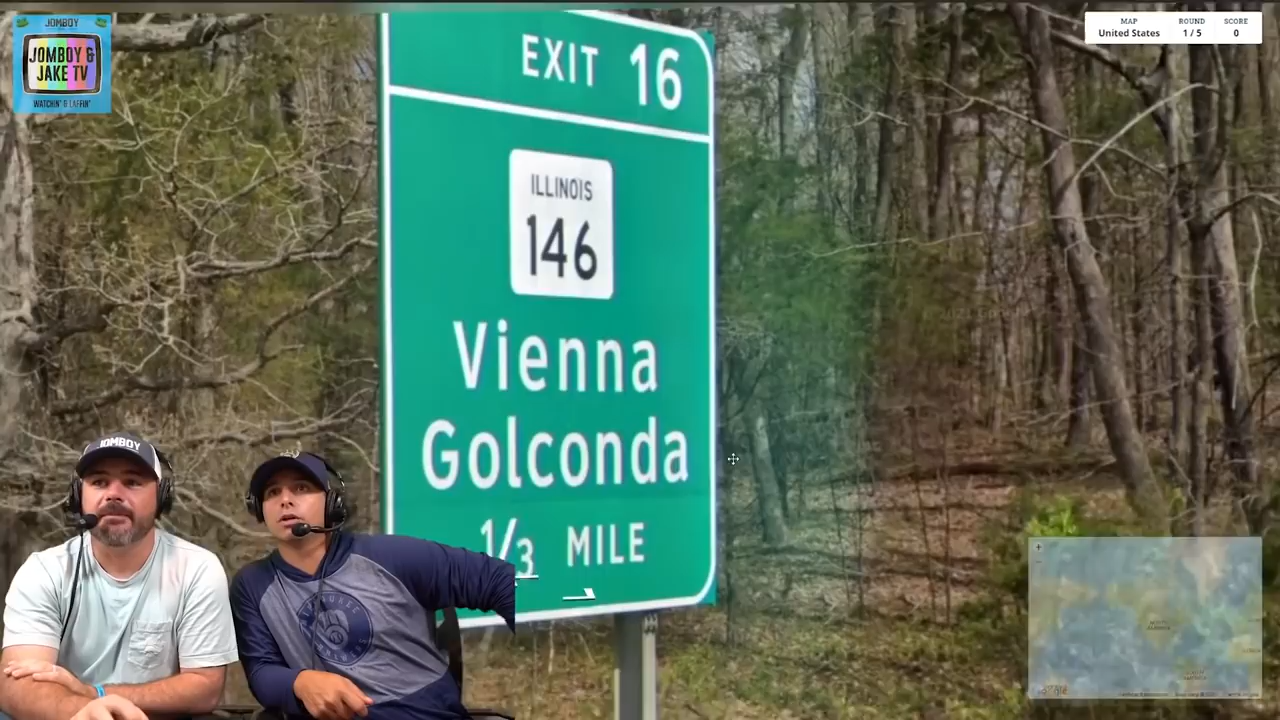 JOMBOY
JOMBOY &
JAKE TV
WATCHIN' & LAFFIN'
MAP
United States
ROUND
1 / 5
SCORE
0
EXIT 16
ILLINOIS
146
Vienna
Golconda
1/3 MILE
JOMBOY